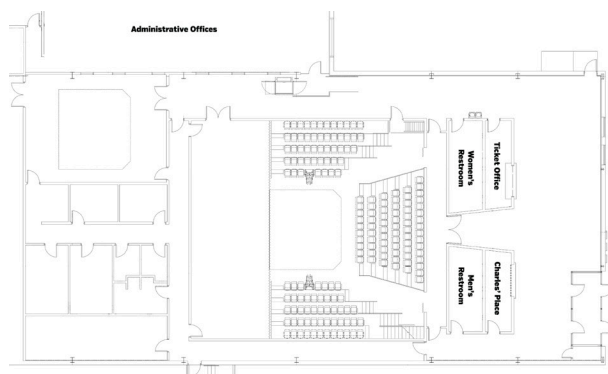 Administrative Offices
Women's
Restroom
Ticket Office
Men's
Restroom
Charles' Place